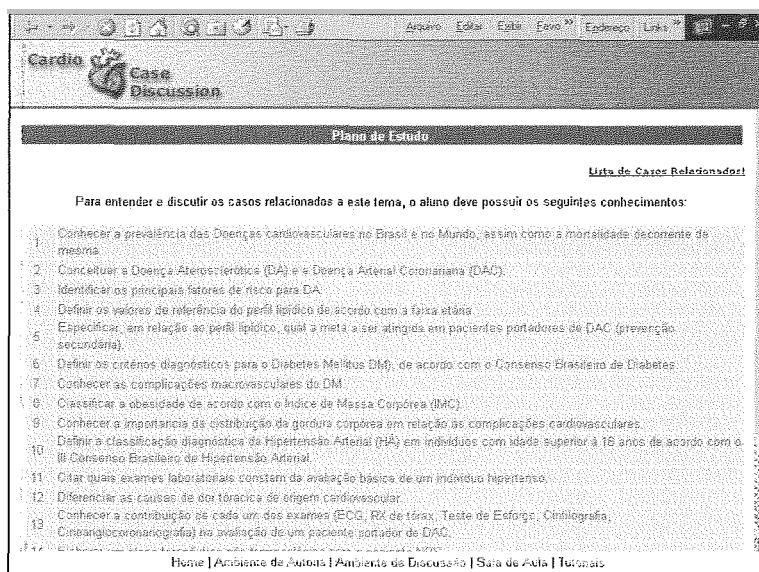 Arquivo Editar Exibir Favo » Endereço Links »
Cardio
Case
Discussion
Plano de Estudo
Lista de Casos Relacionados!
Para entender e discutir os casos relacionados a este tema, o aluno deve possuir os seguintes conhecimentos:
1 Conhecer a prevalência das Doenças cardiovasculares no Brasil e no Mundo, assim como a mortalidade decorrente de
mesma.
2 Conceituar a Doença Aterosclerótica (DA) e a Doença Arterial Coronariana (DAC).
3 Identificar os principais fatores de risco para DA.
4 Definir os valores de referência do perfil lipídico de acordo com a faixa etária.
5 Especificar, em relação ao perfil lipídico, qual a meta a ser atingida em pacientes portadores de DAC (prevenção
secundária).
6 Definir os critérios diagnósticos para o Diabetes Mellitus DM), de acordo com o Consenso Brasileiro de Diabetes.
7 Conhecer as complicações macrovasculares do DM.
8 Classificar a obesidade de acordo com o Índice de Massa Corpórea (IMC).
9 Conhecer a importância da distribuição da gordura corpórea em relação às complicações cardiovasculares.
10 Definir a classificação diagnóstica da Hipertensão Arterial (HA) em indivíduos com idade superior à 18 anos de acordo com o
III Consenso Brasileiro de Hipertensão Arterial.
11 Citar quais exames laboratoriais constem da avaliação básica de um indivíduo hipertenso.
12 Diferenciar as causas de dor tóracica de origem cardiovascular.
13 Conhecer a contribuição de cada um dos exames (ECG, RX de tórax, Teste de Esforço, Cintilografia,
Cineangiocoronariografia) na avaliação de um paciente portador de DAC.
Home | Ambiente de Autoria | Ambiente de Discussão | Sala de Aula | Tutoriais